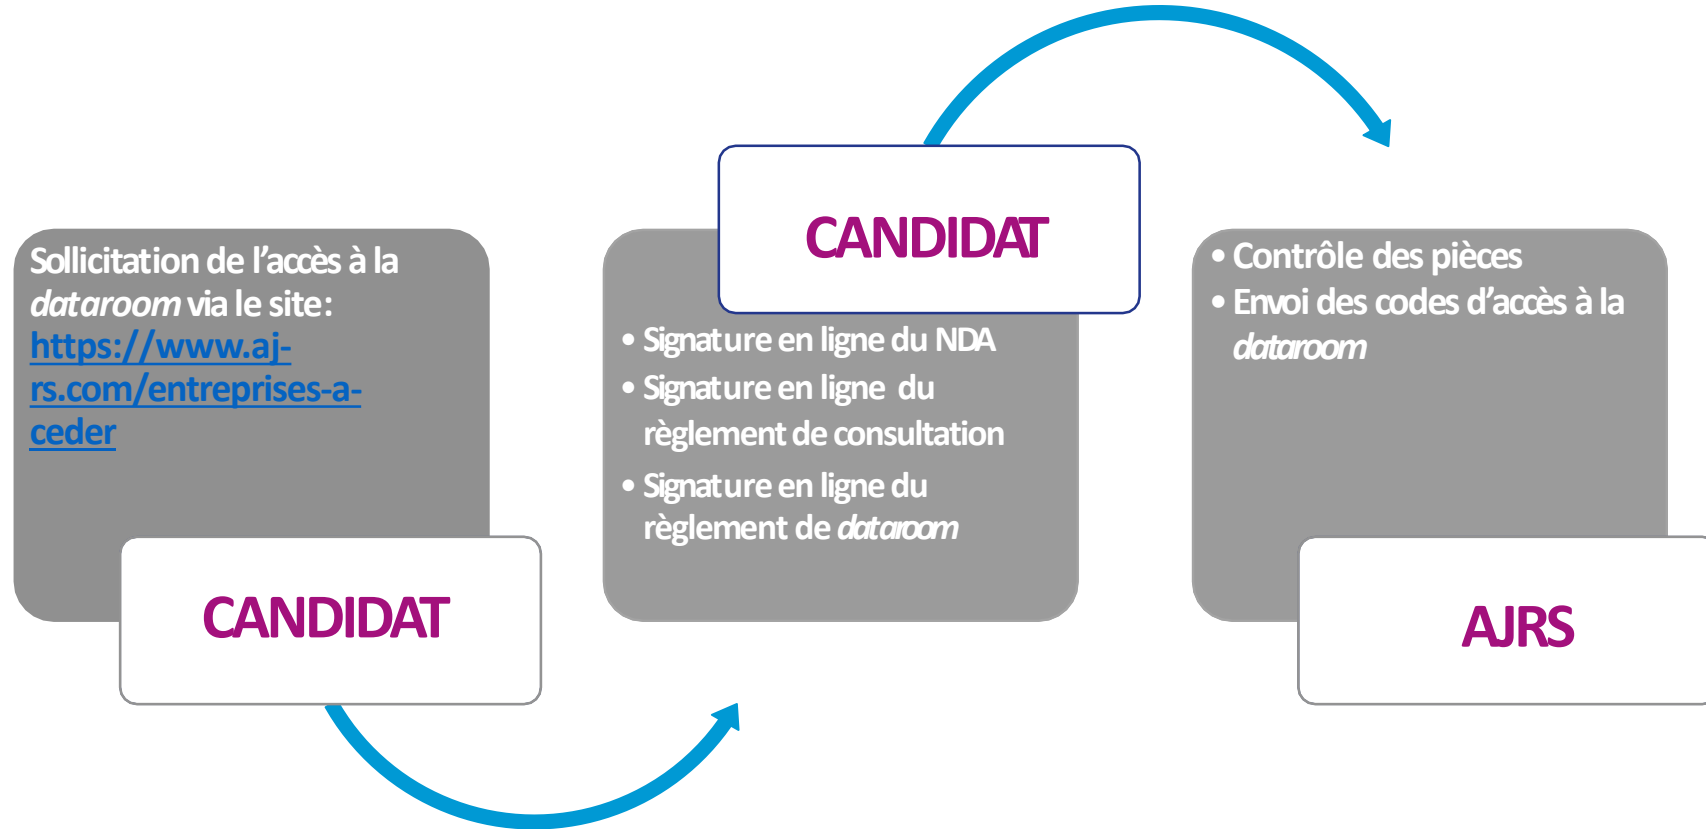 Sollicitation de l’accès à la
dataroom via le site :
https://www.aj-
rs.com/entreprises-a-
ceder
CANDIDAT
CANDIDAT
• Signature en ligne du NDA
• Signature en ligne du
règlement de consultation
• Signature en ligne du
règlement de dataroom
• Contrôle des pièces
• Envoi des codes d’accès à la
dataroom
AJRS